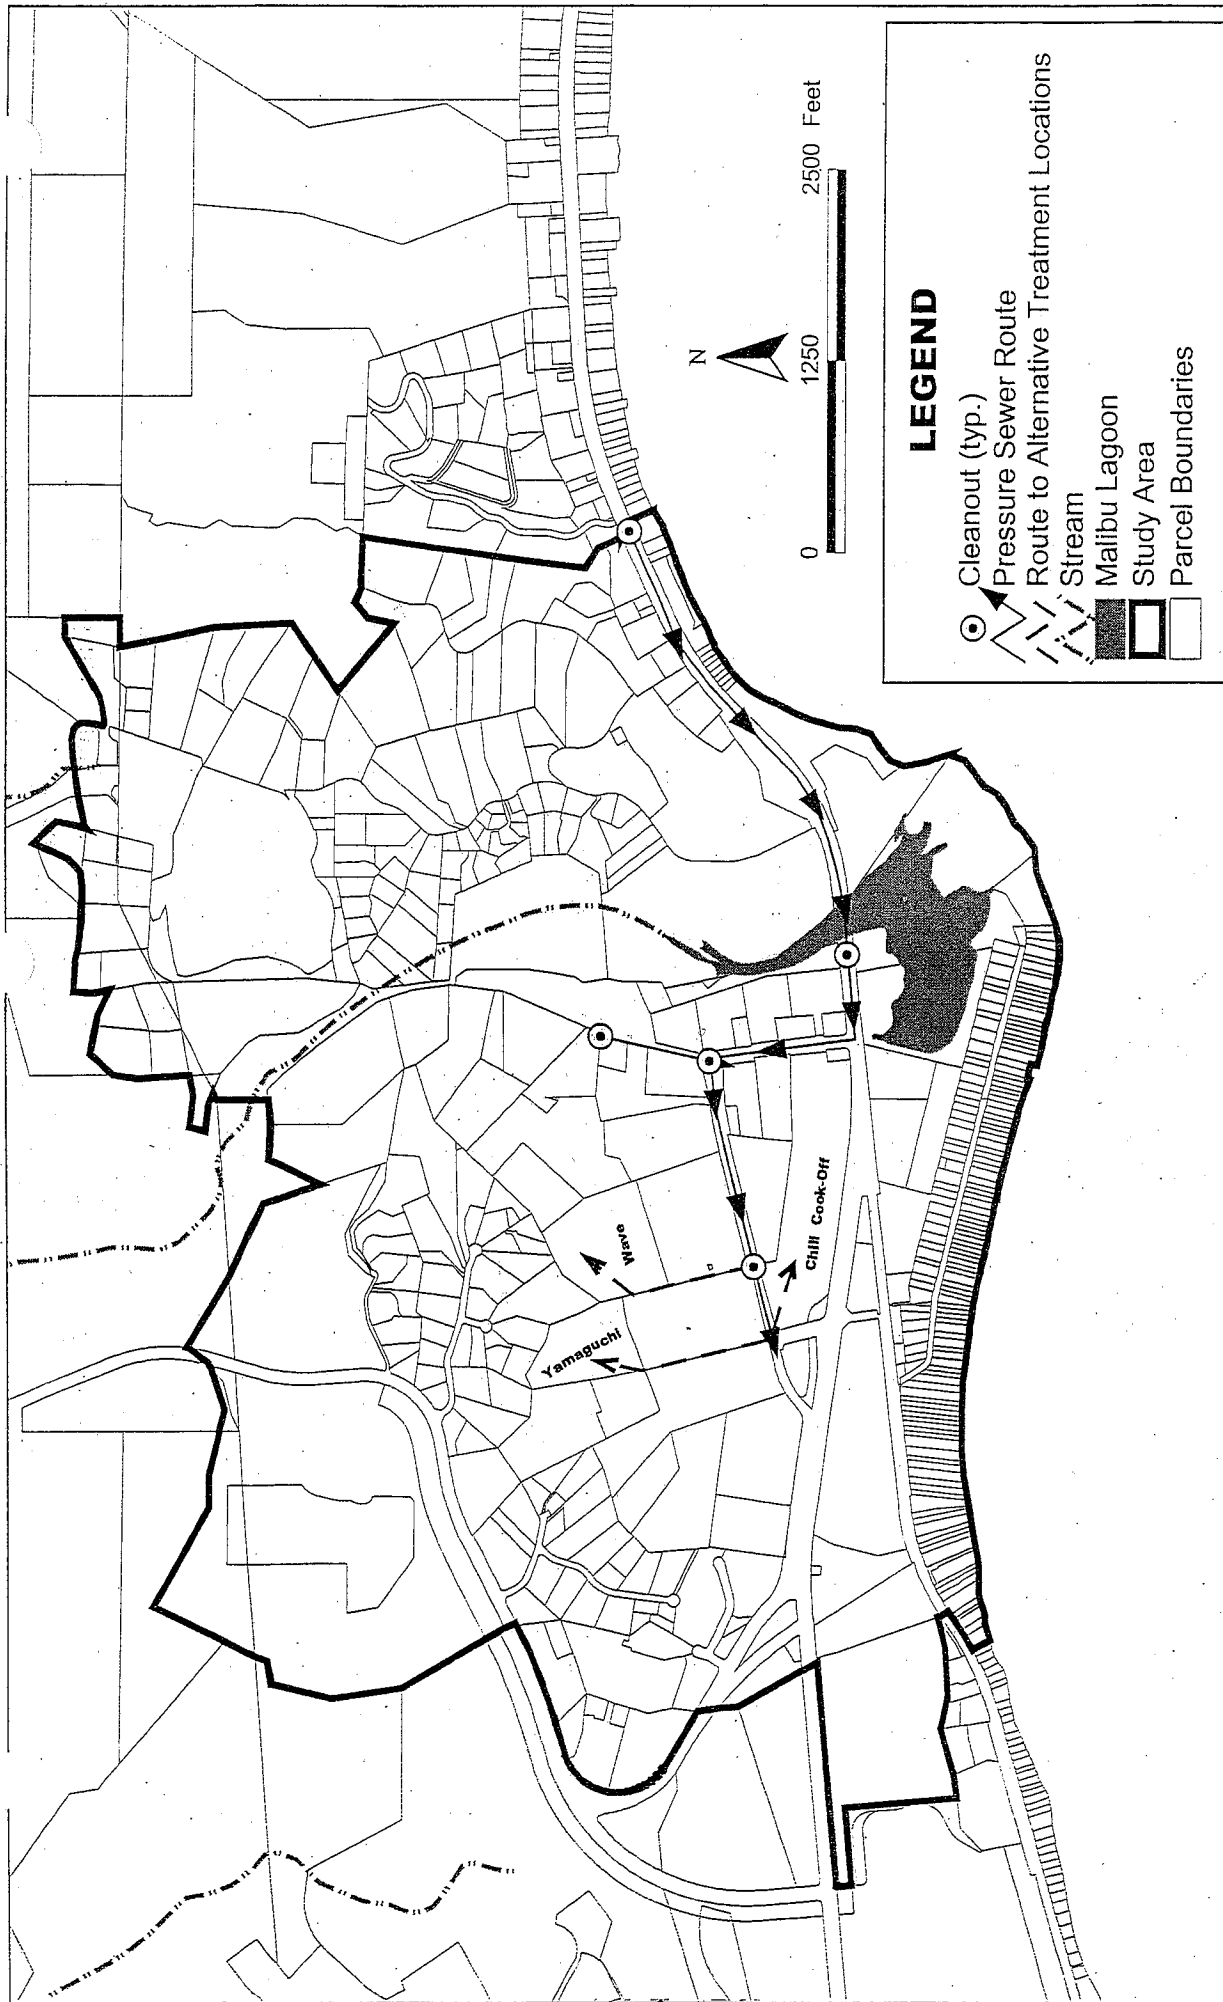 Yamaguchi
Wave
Chili Cook-Off
N
0 1250 2500 Feet
LEGEND
Cleanout (typ.)
Pressure Sewer Route
Route to Alternative Treatment Locations
Stream
Malibu Lagoon
Study Area
Parcel Boundaries